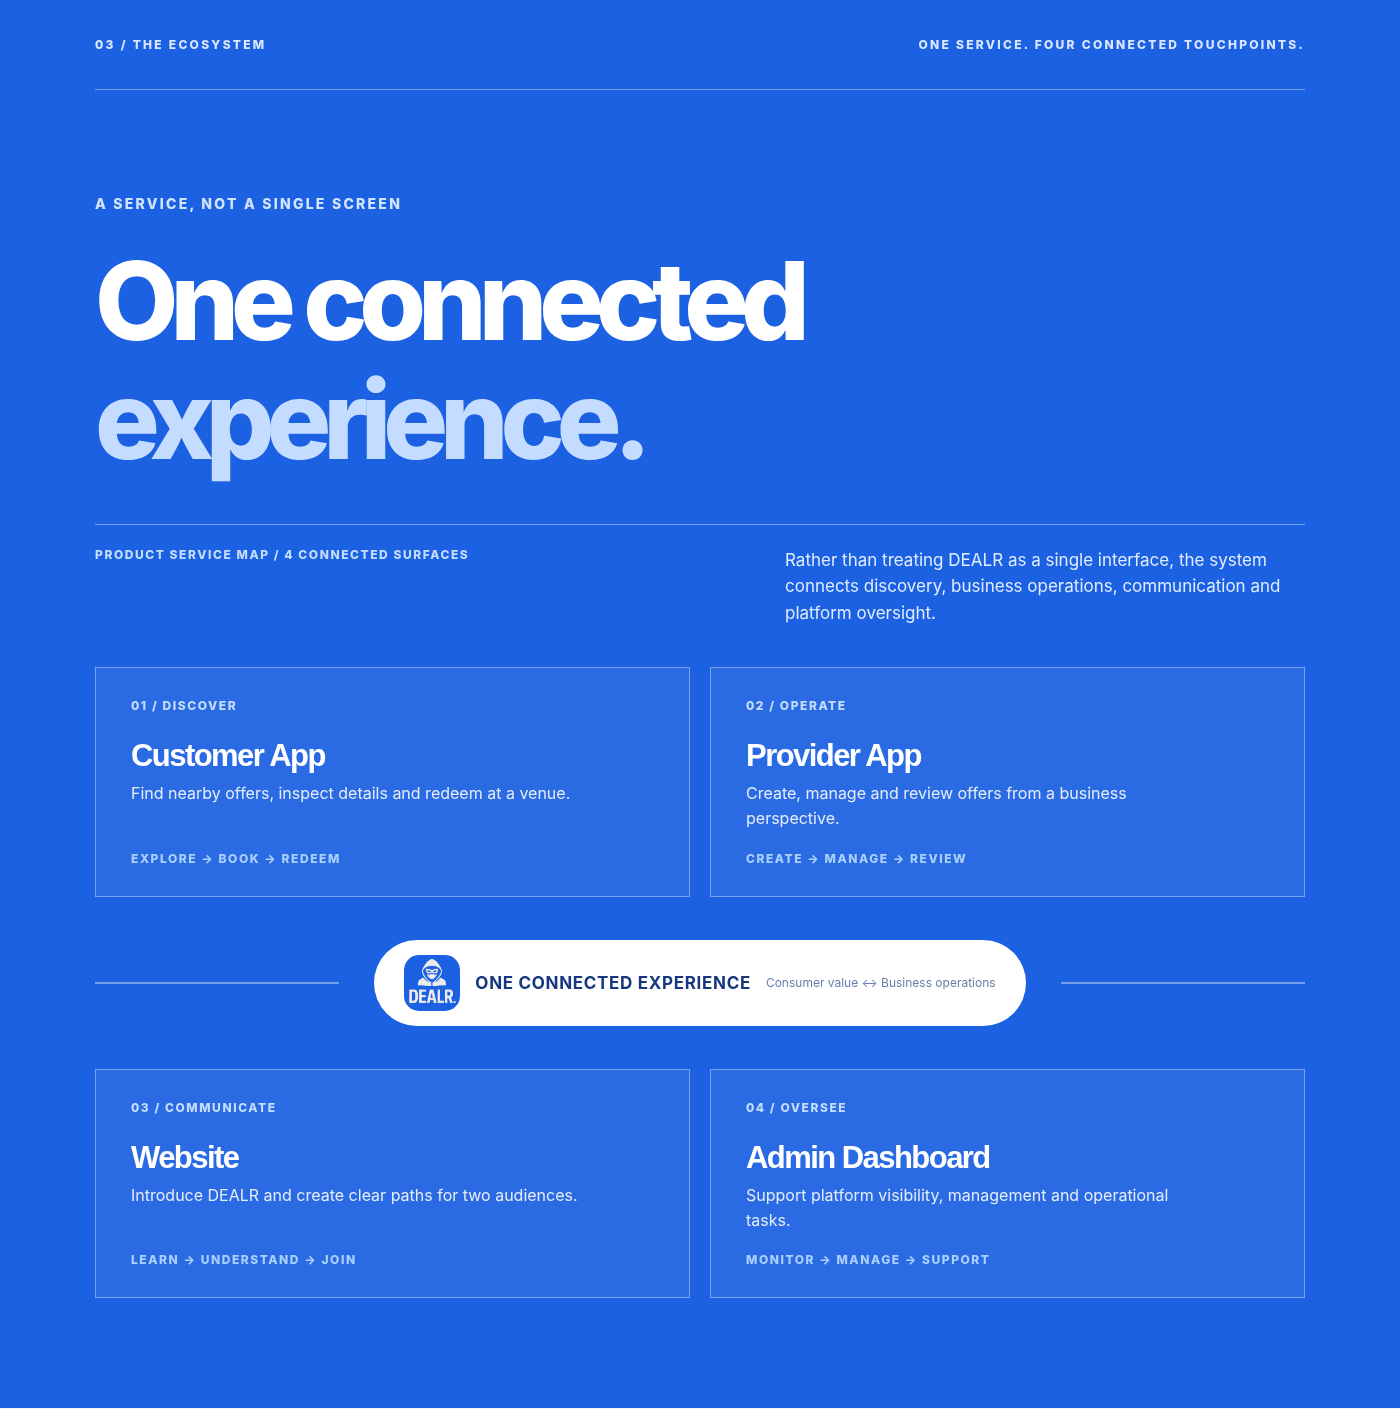 03 / THE ECOSYSTEM
ONE SERVICE. FOUR CONNECTED TOUCHPOINTS.
A SERVICE, NOT A SINGLE SCREEN
One connected
experience.
PRODUCT SERVICE MAP / 4 CONNECTED SURFACES
Rather than treating DEALR as a single interface, the system
connects discovery, business operations, communication and
platform oversight.
01 / DISCOVER
Customer App
Find nearby offers, inspect details and redeem at a venue.
EXPLORE → BOOK → REDEEM
02 / OPERATE
Provider App
Create, manage and review offers from a business
perspective.
CREATE → MANAGE → REVIEW
DEALR.
ONE CONNECTED EXPERIENCE
Consumer value ↔ Business operations
03 / COMMUNICATE
Website
Introduce DEALR and create clear paths for two audiences.
LEARN → UNDERSTAND → JOIN
04 / OVERSEE
Admin Dashboard
Support platform visibility, management and operational
tasks.
MONITOR → MANAGE → SUPPORT